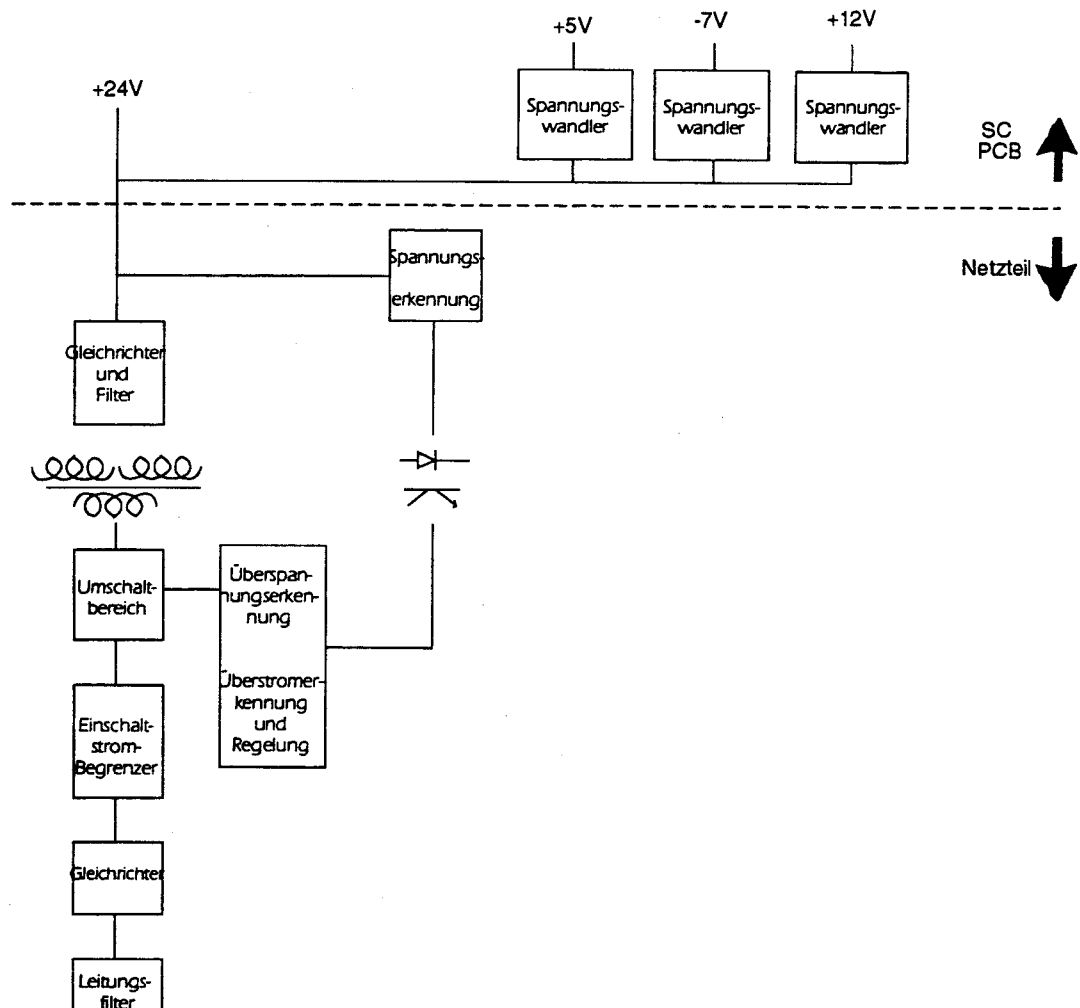 +5V
-7V
+12V
+24V
Spannungs-
wandler
Spannungs-
wandler
Spannungs-
wandler
SC
PCB
Spannungs-
erkennung
Netzteil
Gleichrichter
und
Filter
Umschalt-
bereich
Überspan-
nungserken-
nung
Überstromer-
kennung
und
Regelung
Einschalt-
strom-
Begrenzer
Gleichrichter
Leitungs-
filter